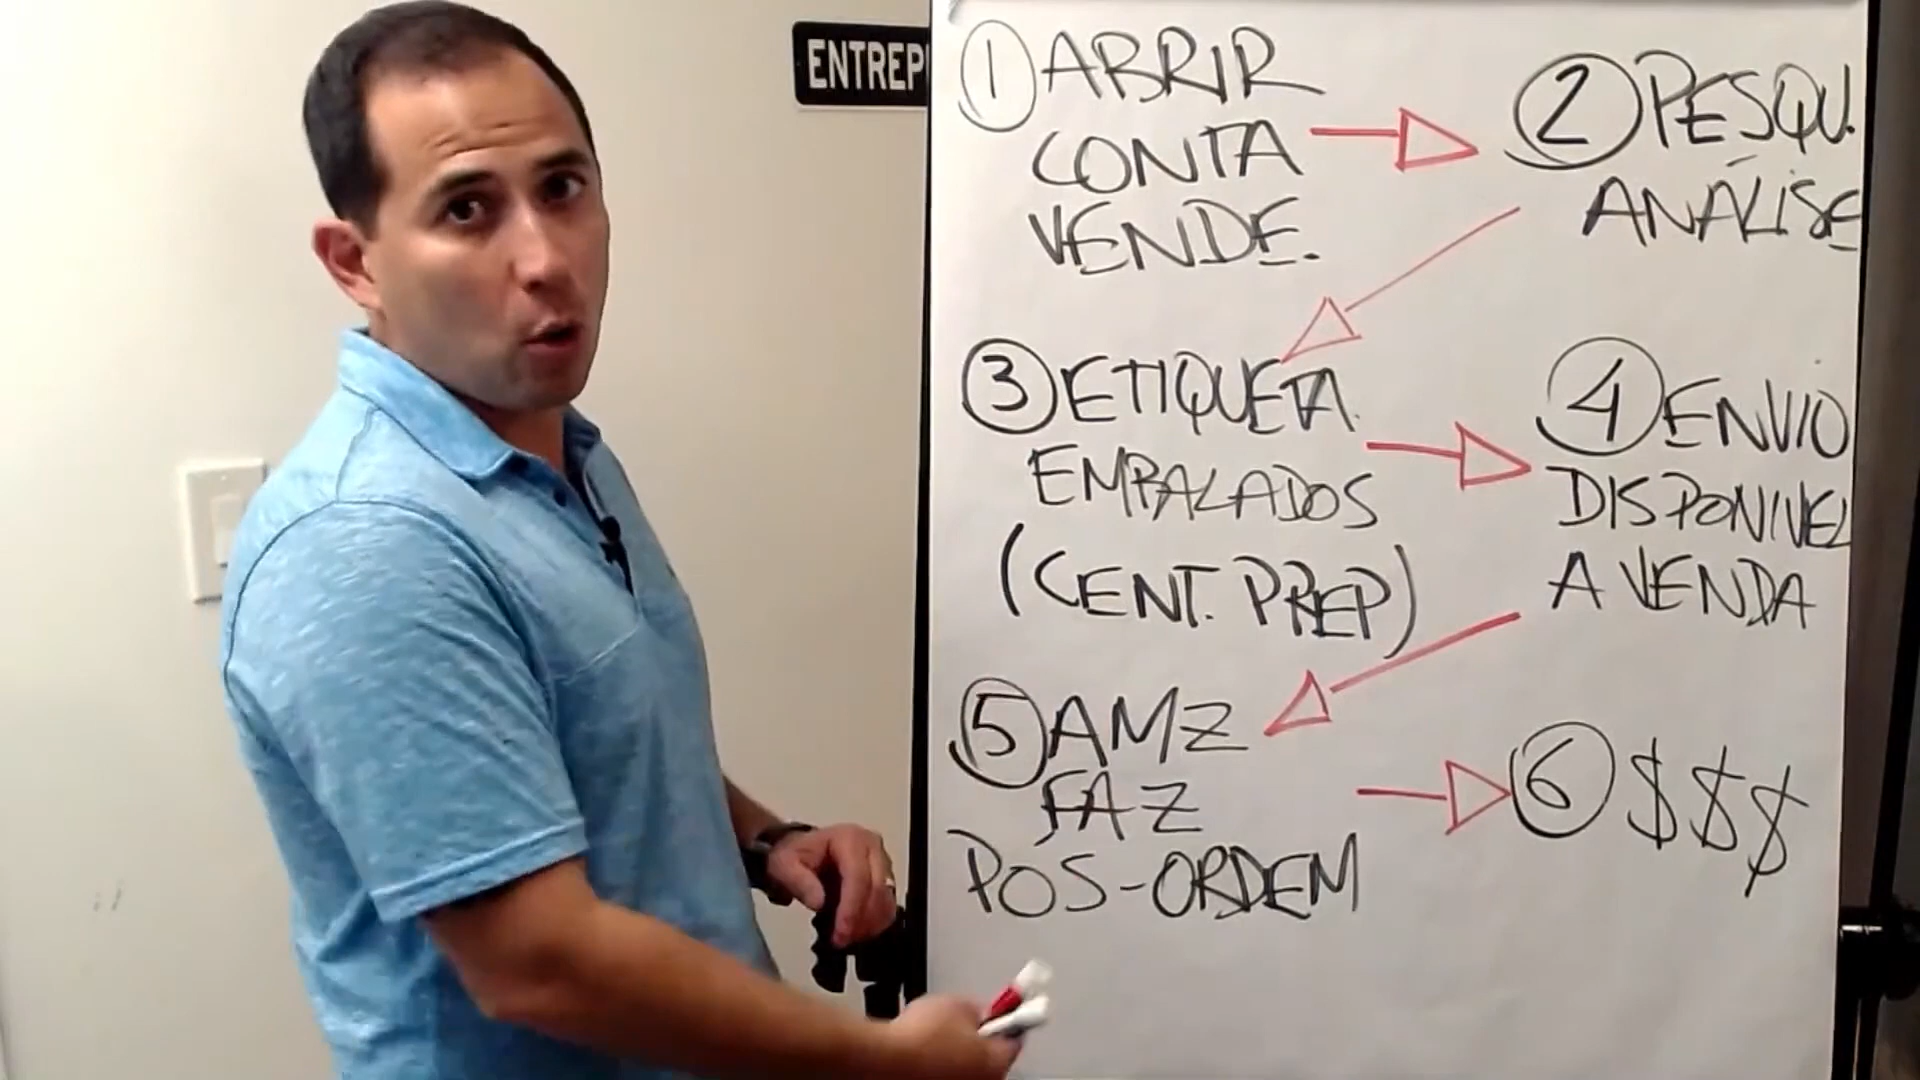 ENTREP
① ABRIR
CONTA
VENDE.
② PESQU.
ANÁLISE
③ ETIQUETA.
EMBALADOS
(CENT. PREP)
④ ENVIO
DISPONIVEL
A VENDA
⑤ AMZ
FAZ
POS-ORDEM
⑥ $$$